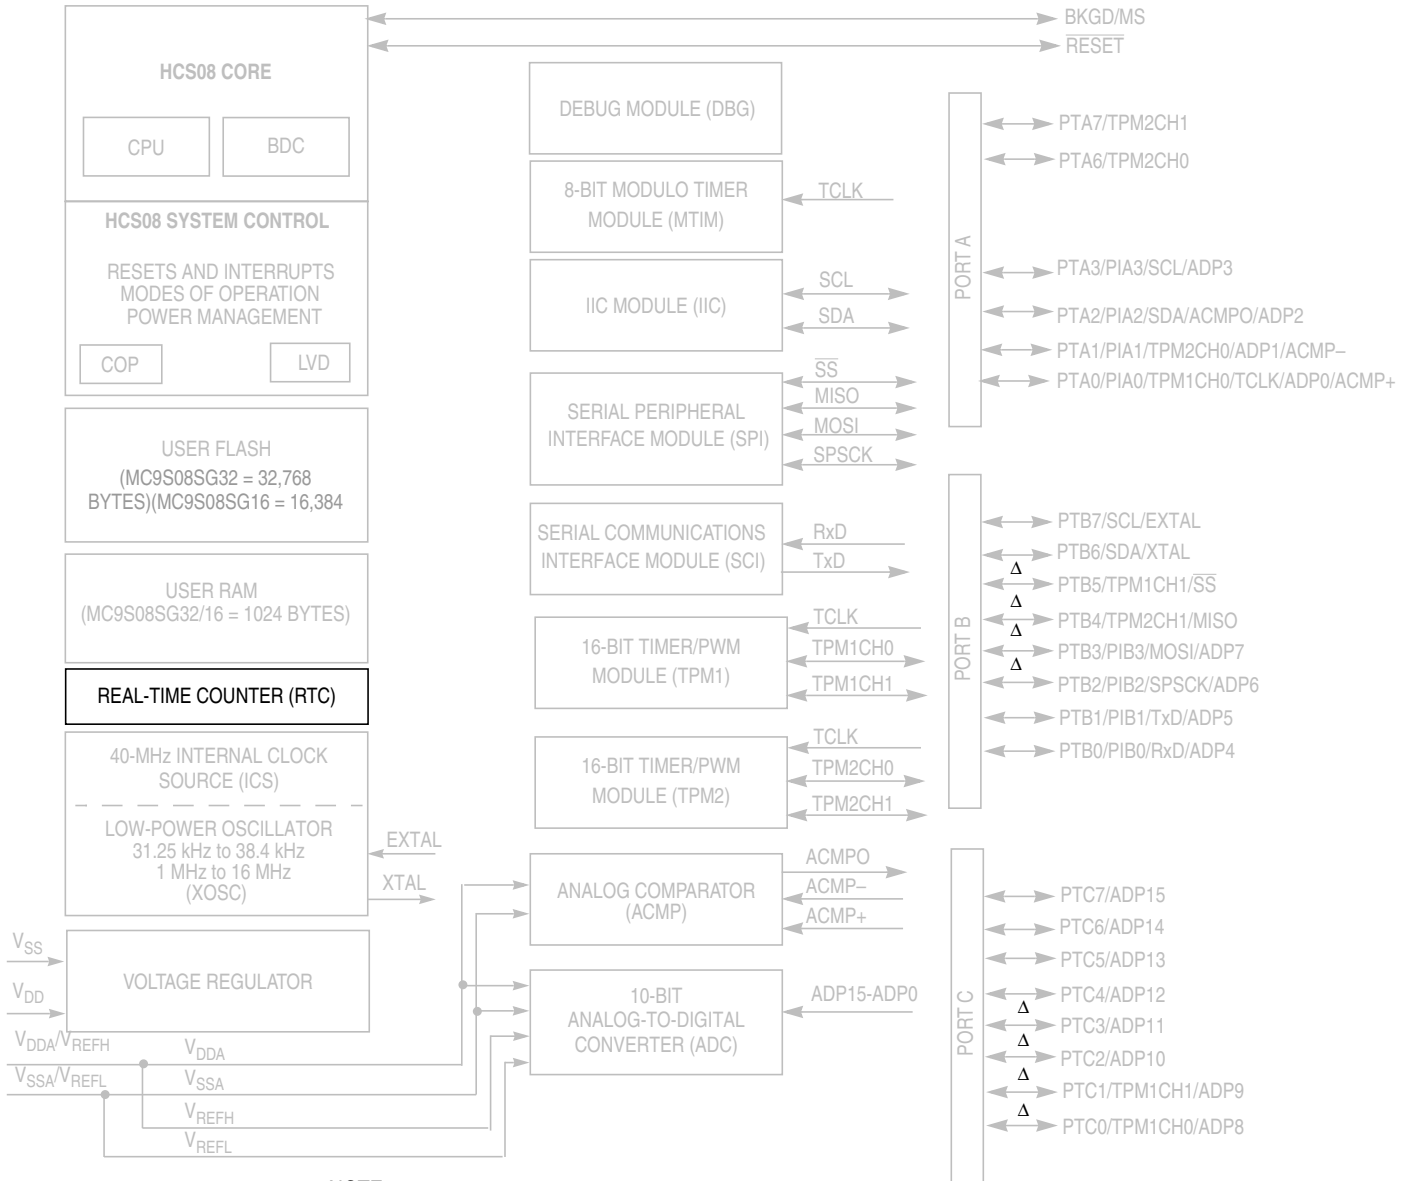 BKGD/MS
RESET
HCS08 CORE
CPU
BDC
HCS08 SYSTEM CONTROL
RESETS AND INTERRUPTS
MODES OF OPERATION
POWER MANAGEMENT
COP
LVD
USER FLASH
(MC9S08SG32 = 32,768
BYTES)(MC9S08SG16 = 16,384
USER RAM
(MC9S08SG32/16 = 1024 BYTES)
REAL-TIME COUNTER (RTC)
40-MHz INTERNAL CLOCK
SOURCE (ICS)
LOW-POWER OSCILLATOR
31.25 kHz to 38.4 kHz
1 MHz to 16 MHz
(XOSC)
EXTAL
XTAL
VSS
VDD
VOLTAGE REGULATOR
VDDA/VREFH
VSSA/VREFL
VDDA
VSSA
VREFH
VREFL
DEBUG MODULE (DBG)
8-BIT MODULO TIMER
MODULE (MTIM)
TCLK
IIC MODULE (IIC)
SCL
SDA
SERIAL PERIPHERAL
INTERFACE MODULE (SPI)
SS
MISO
MOSI
SPSCK
SERIAL COMMUNICATIONS
INTERFACE MODULE (SCI)
RxD
TxD
16-BIT TIMER/PWM
MODULE (TPM1)
TCLK
TPM1CH0
TPM1CH1
16-BIT TIMER/PWM
MODULE (TPM2)
TCLK
TPM2CH0
TPM2CH1
ANALOG COMPARATOR
(ACMP)
ACMPO
ACMP–
ACMP+
10-BIT
ANALOG-TO-DIGITAL
CONVERTER (ADC)
ADP15-ADP0
PORT A
PTA7/TPM2CH1
PTA6/TPM2CH0
PTA3/PIA3/SCL/ADP3
PTA2/PIA2/SDA/ACMPO/ADP2
PTA1/PIA1/TPM2CH0/ADP1/ACMP–
PTA0/PIA0/TPM1CH0/TCLK/ADP0/ACMP+
PORT B
PTB7/SCL/EXTAL
PTB6/SDA/XTAL
Δ
PTB5/TPM1CH1/SS
Δ
PTB4/TPM2CH1/MISO
Δ
PTB3/PIB3/MOSI/ADP7
Δ
PTB2/PIB2/SPSCK/ADP6
PTB1/PIB1/TxD/ADP5
PTB0/PIB0/RxD/ADP4
PORT C
PTC7/ADP15
PTC6/ADP14
PTC5/ADP13
PTC4/ADP12
Δ
PTC3/ADP11
Δ
PTC2/ADP10
Δ
PTC1/TPM1CH1/ADP9
Δ
PTC0/TPM1CH0/ADP8